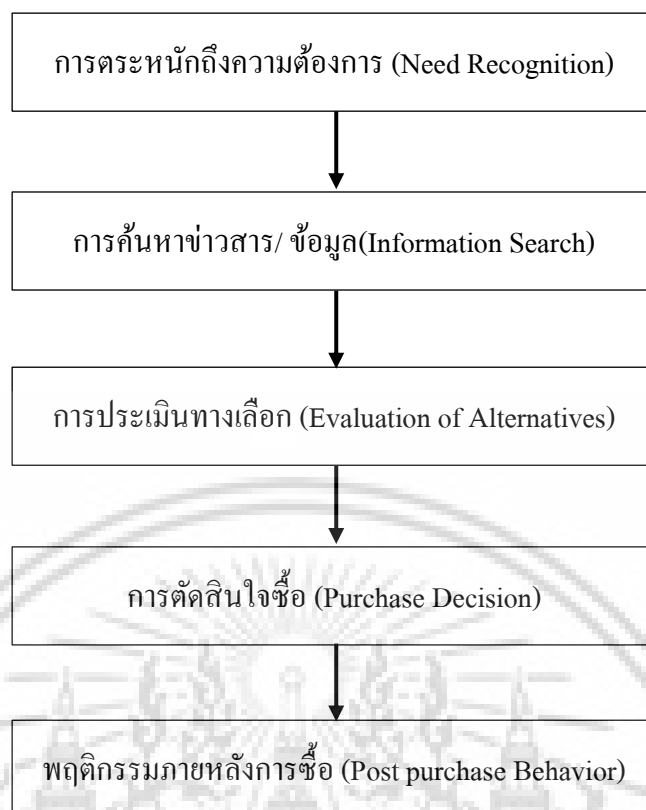 การตระหนักถึงความต้องการ (Need Recognition)
การค้นหาข่าวสาร/ ข้อมูล(Information Search)
การประเมินทางเลือก (Evaluation of Alternatives)
การตัดสินใจซื้อ (Purchase Decision)
พฤติกรรมภายหลังการซื้อ (Post purchase Behavior)